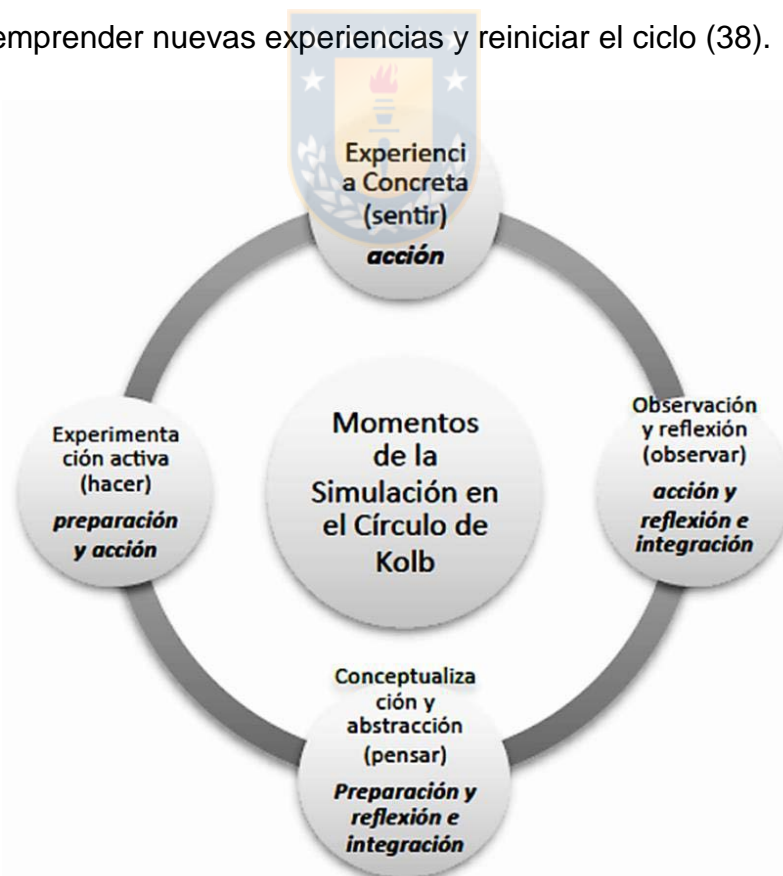 emprender nuevas experiencias y reiniciar el ciclo (38).
Experienci
a Concreta
(sentir)
acción
Observación
y reflexión
(observar)
acción y
reflexión e
integración
Momentos
de la
Simulación en
el Círculo de
Kolb
Experimenta
ción activa
(hacer)
preparación
y acción
Conceptualiza
ción y
abstracción
(pensar)
Preparación y
reflexión e
integración